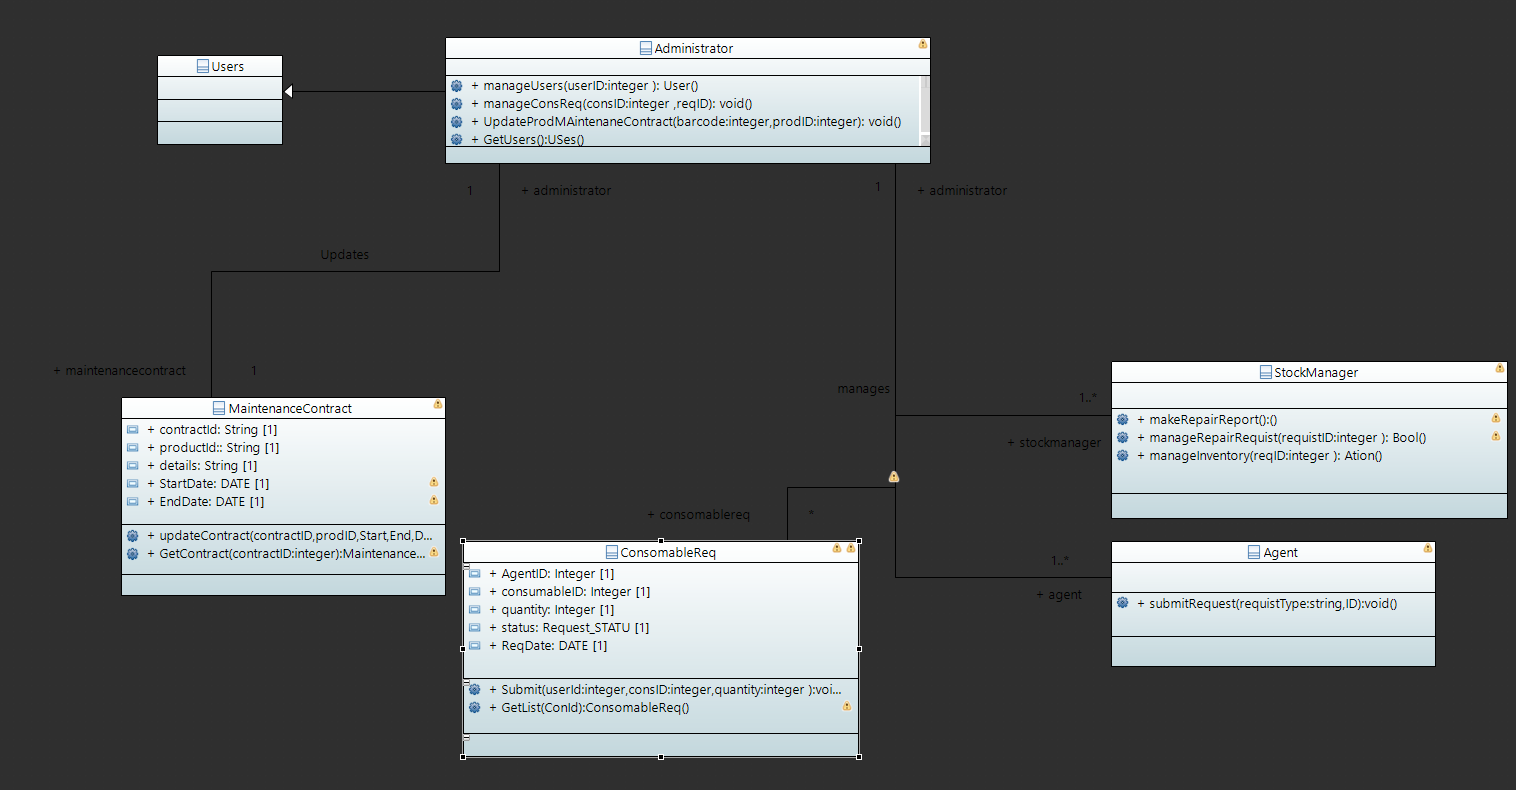 Users
Administrator
+ manageUsers(userID:integer ): User()
+ manageConsReq(consID:integer ,reqID): void()
+ UpdateProdMAintenaneContract(barcode:integer,prodID:integer): void()
+ GetUsers():USes()
1
+ administrator
1
+ administrator
Updates
+ maintenancecontract
1
manages
1..*
+ stockmanager
StockManager
+ makeRepairReport():()
+ manageRepairRequist(requistID:integer ): Bool()
+ manageInventory(reqID:integer ): Ation()
MaintenanceContract
+ contractId: String [1]
+ productId:: String [1]
+ details: String [1]
+ StartDate: DATE [1]
+ EndDate: DATE [1]
+ updateContract(contractID,prodID,Start,End,D...
+ GetContract(contractID:integer):Maintenance...
+ consomablereq
*
ConsomableReq
+ AgentID: Integer [1]
+ consumableID: Integer [1]
+ quantity: Integer [1]
+ status: Request_STATU [1]
+ ReqDate: DATE [1]
+ Submit(userId:integer,consID:integer,quantity:integer ):voi...
+ GetList(ConId):ConsomableReq()
1..*
+ agent
Agent
+ submitRequest(requistType:string,ID):void()